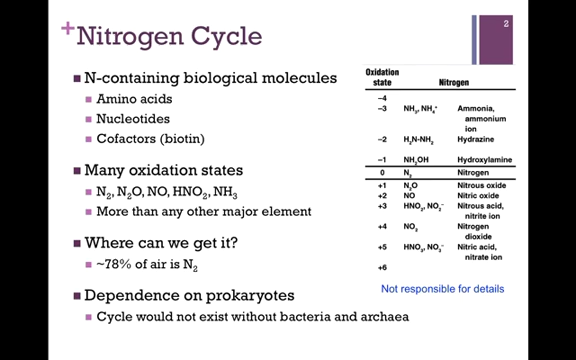 2
+Nitrogen Cycle
■ N-containing biological molecules
■ Amino acids
■ Nucleotides
■ Cofactors (biotin)
■ Many oxidation states
■ N₂, N₂O, NO, HNO₂, NH₃
■ More than any other major element
■ Where can we get it?
■ ~78% of air is N₂
■ Dependence on prokaryotes
■ Cycle would not exist without bacteria and archaea
Oxidation
state Nitrogen
–4
–3 NH₃, NH₄⁺ Ammonia,
ammonium
ion
–2 H₂N-NH₂ Hydrazine
–1 NH₂OH Hydroxylamine
0 N₂ Nitrogen
+1 N₂O Nitrous oxide
+2 NO Nitric oxide
+3 HNO₂, NO₂⁻ Nitrous acid,
nitrite ion
+4 NO₂ Nitrogen
dioxide
+5 HNO₃, NO₃⁻ Nitric acid,
nitrate ion
+6
Not responsible for details